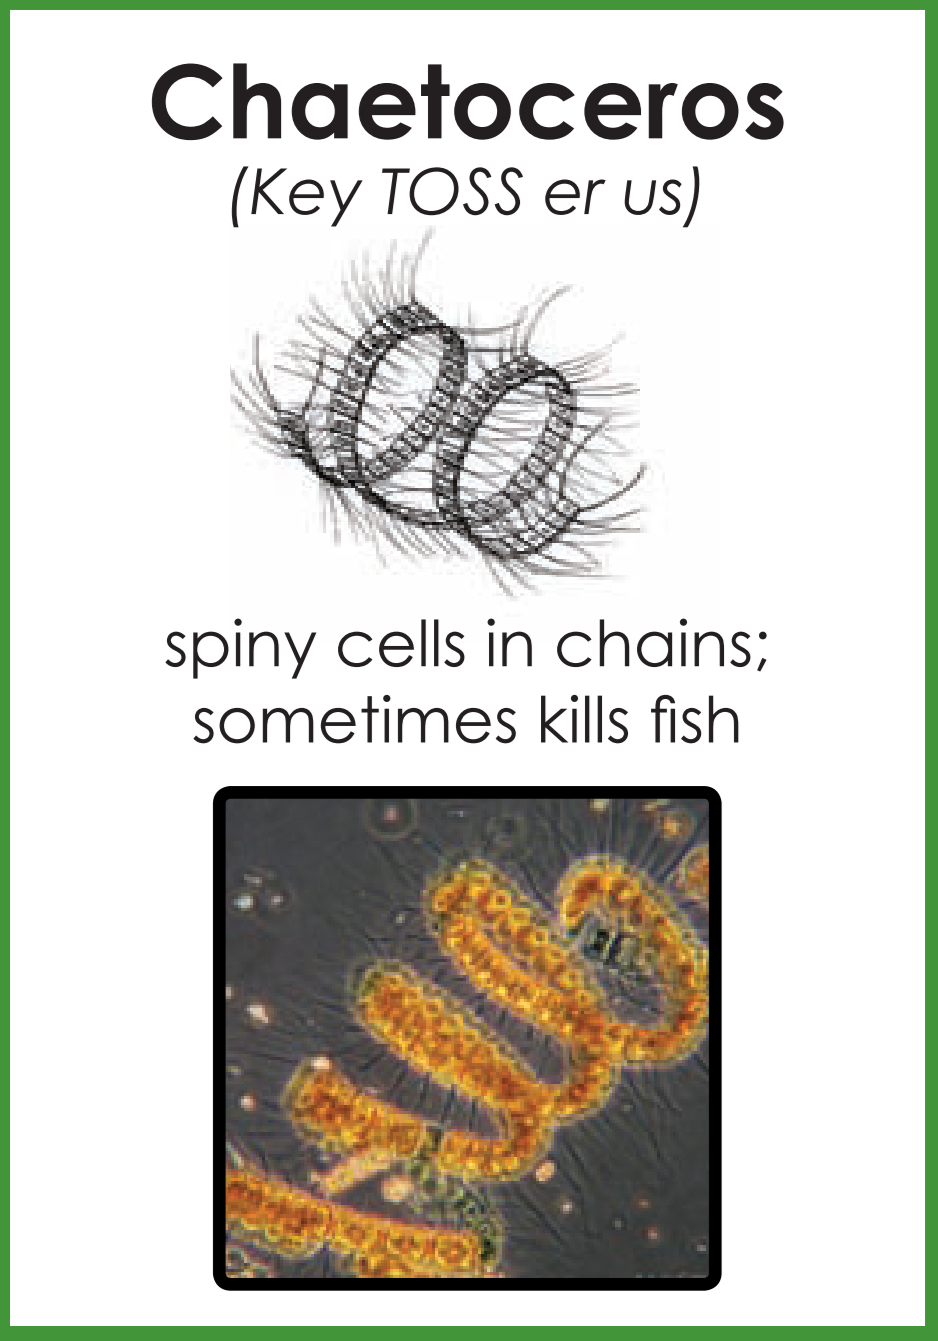 Chaetoceros
(Key TOSS er us)
spiny cells in chains;
sometimes kills fish